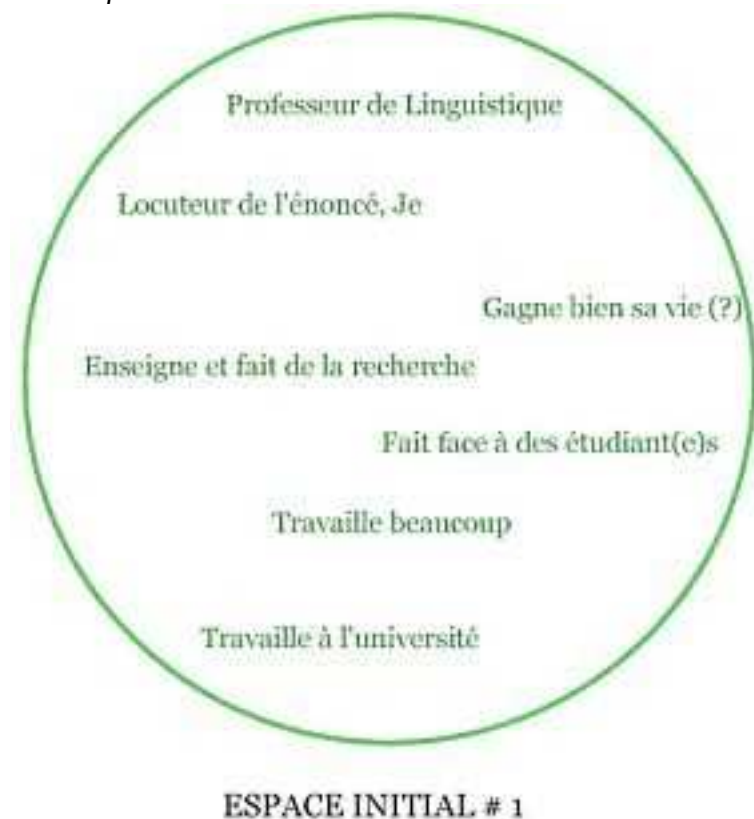 Professeur de Linguistique
Locuteur de l'énoncé, Je
Gagne bien sa vie (?)
Enseigne et fait de la recherche
Fait face à des étudiant(e)s
Travaille beaucoup
Travaille à l'université
ESPACE INITIAL # 1